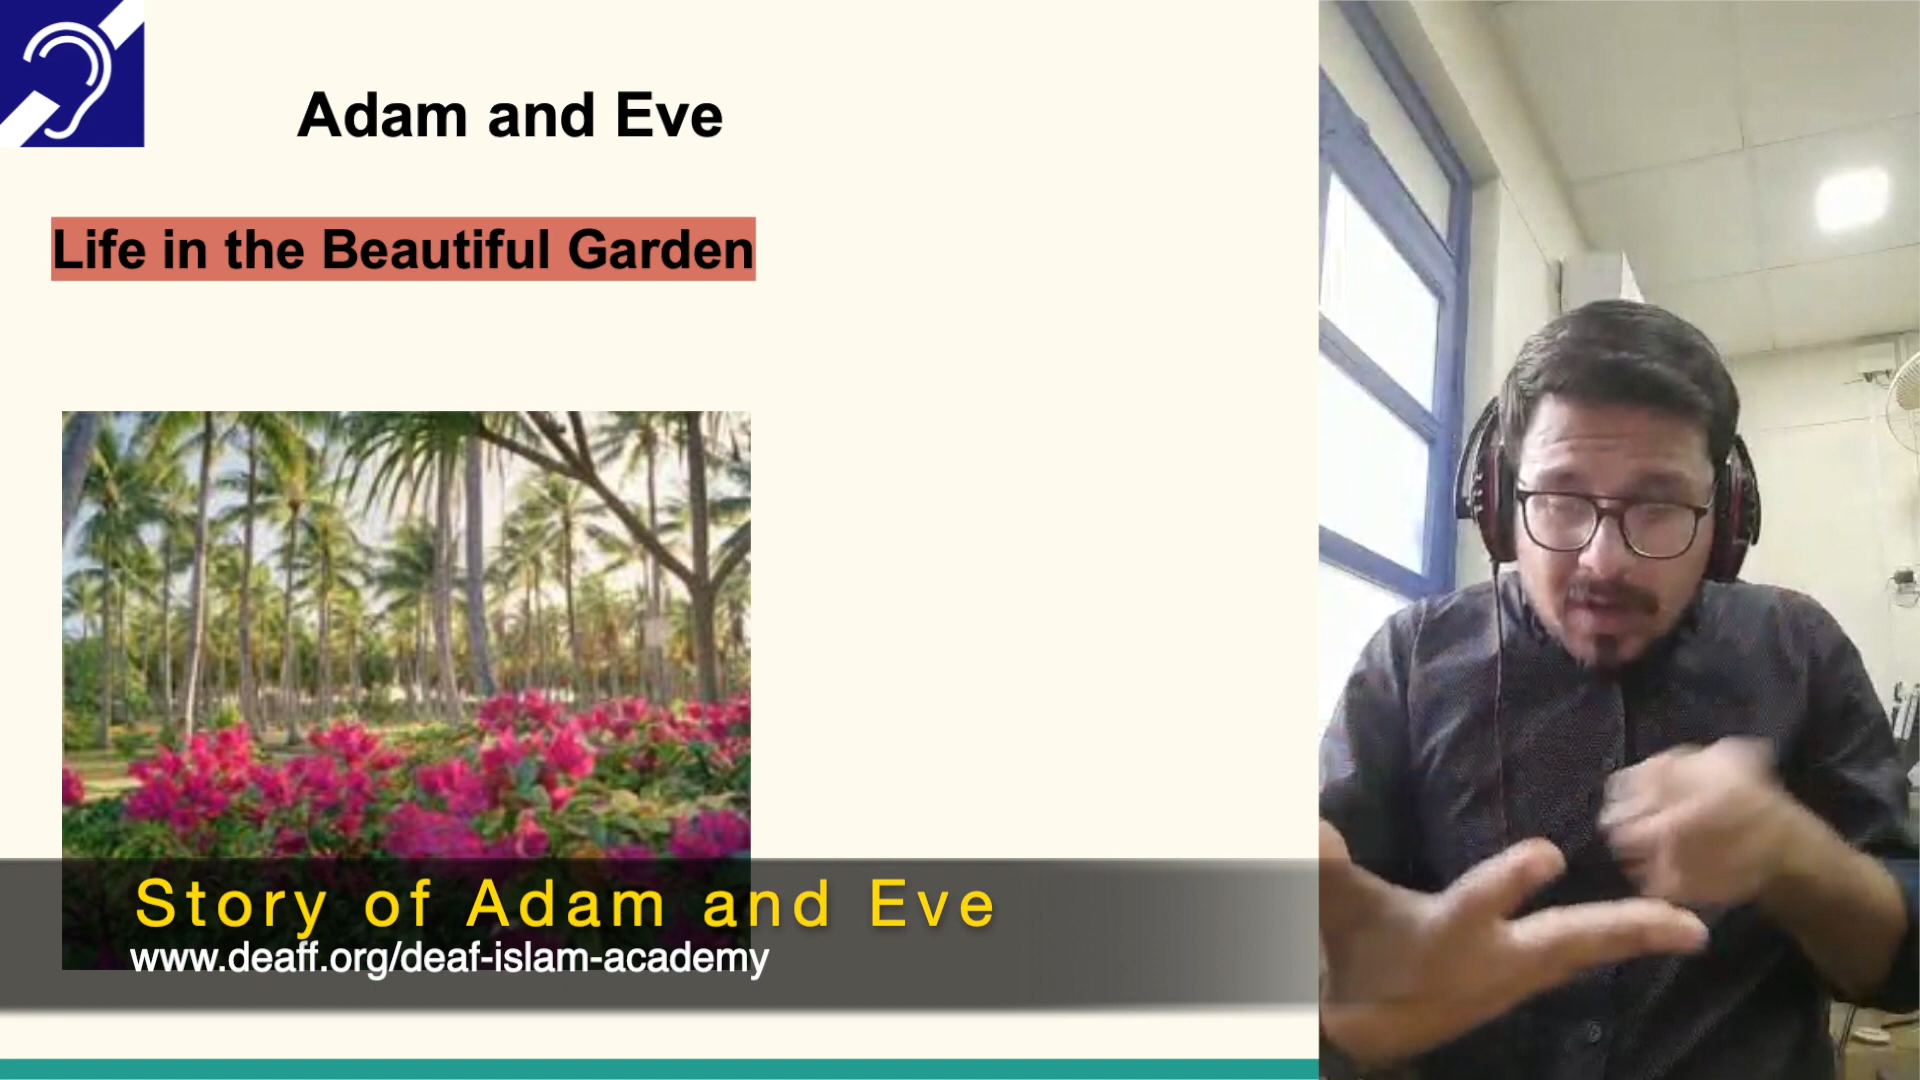 Adam and Eve
Life in the Beautiful Garden
Story of Adam and Eve
www.deaff.org/deaf-islam-academy